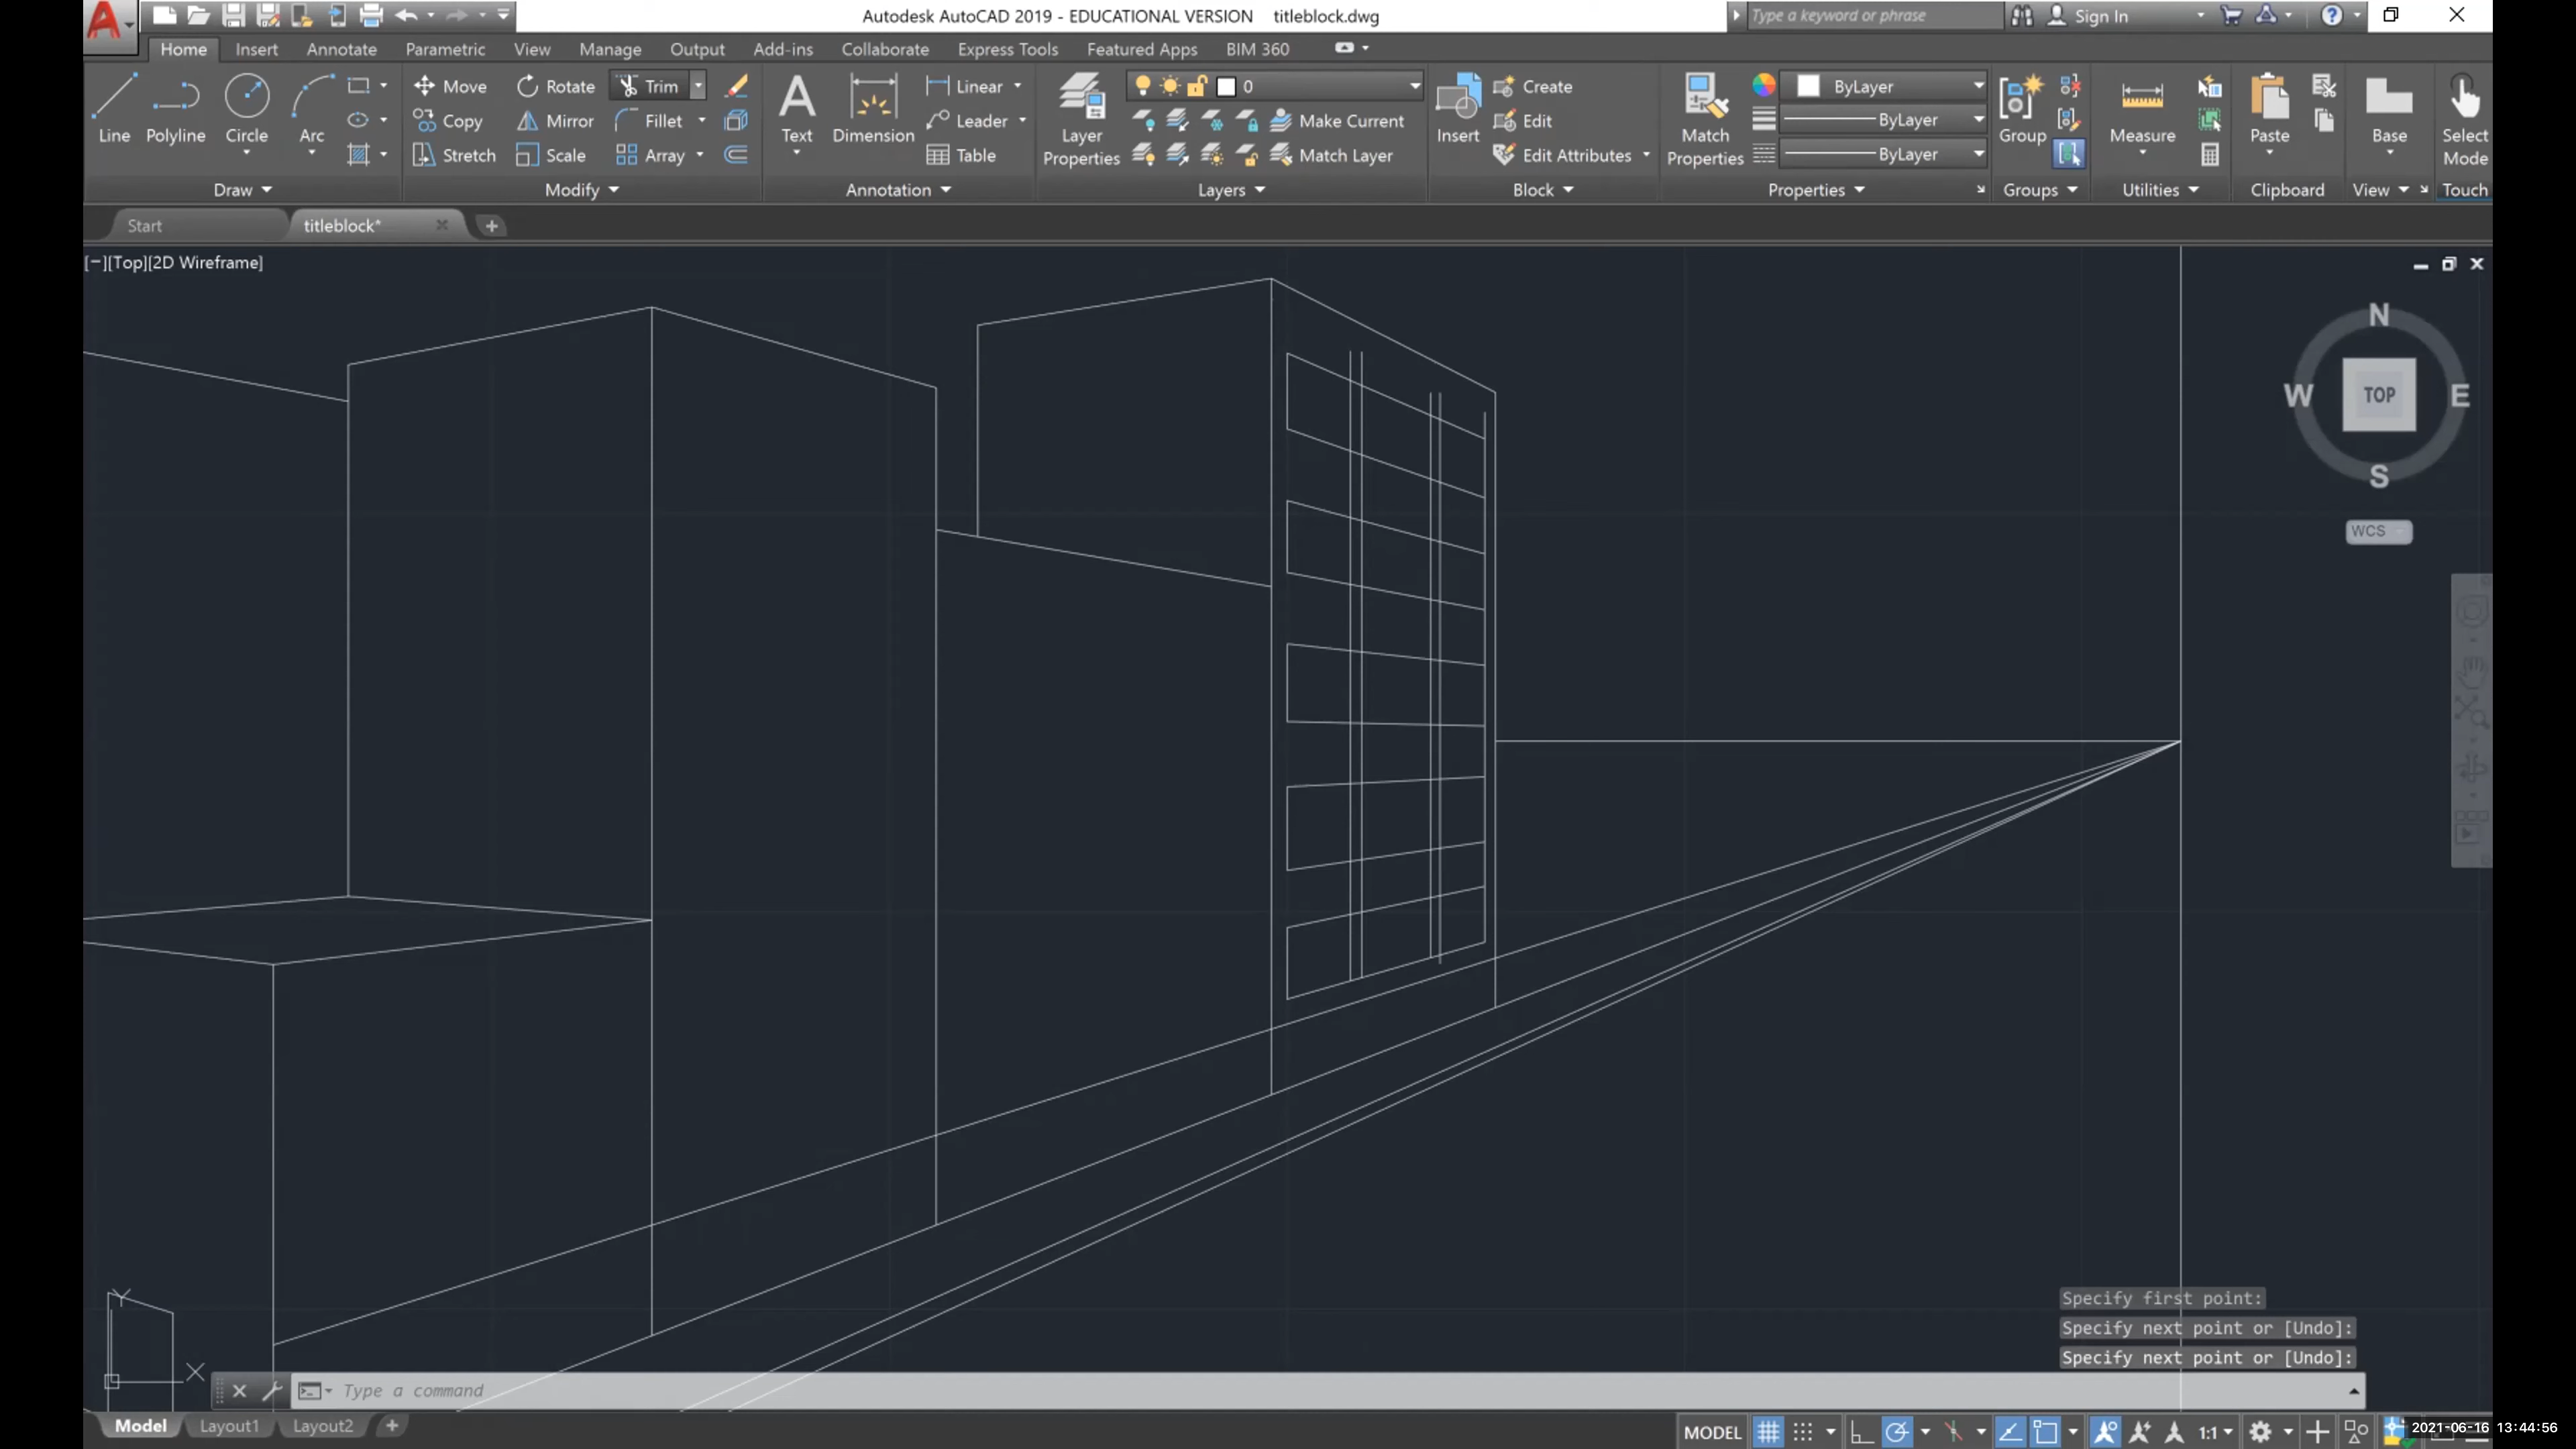 Autodesk AutoCAD 2019 - EDUCATIONAL VERSION titleblock.dwg
Type a keyword or phrase
Sign In
Home Insert Annotate Parametric View Manage Output Add-ins Collaborate Express Tools Featured Apps BIM 360
Line Polyline Circle Arc
Move Rotate Trim
Copy Mirror Fillet
Stretch Scale Array
Text Dimension
Linear
Leader
Table
Layer Properties
0
Make Current
Match Layer
Insert
Create
Edit
Edit Attributes
Match Properties
ByLayer
ByLayer
ByLayer
Group
Measure
Paste
Base
Select Mode
Draw Modify Annotation Layers Block Properties Groups Utilities Clipboard View Touch
Start titleblock*
[−][Top][2D Wireframe]
N
W TOP E
S
WCS
Y
X
Specify first point:
Specify next point or [Undo]:
Specify next point or [Undo]:
Type a command
Model Layout1 Layout2
MODEL 1:1 2021-06-16 13:44:56